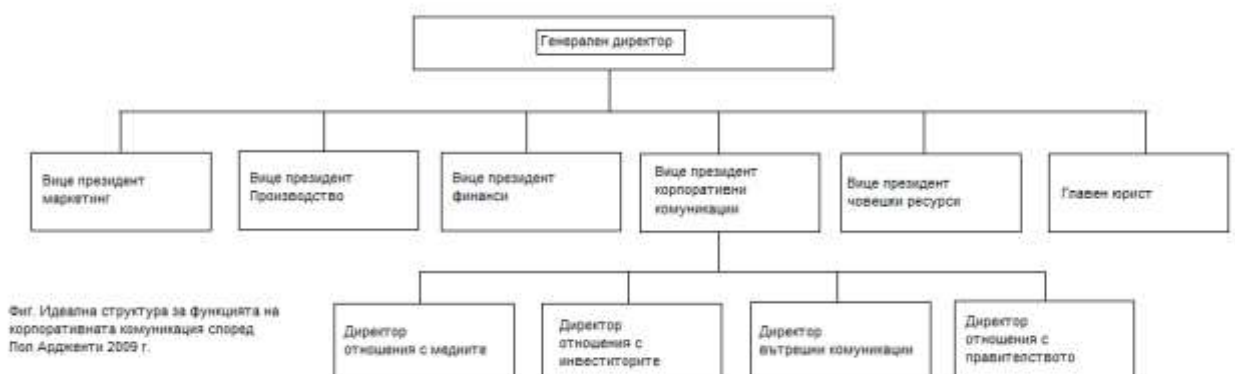 Генерален директор
Вице президент
маркетинг
Вице президент
Производство
Вице президент
финанси
Вице президент
корпоративни
комуникации
Вице президент
човешки ресурси
Главен юрист
Фиг. Идеална структура за функцията на
корпоративната комуникация според
Пол Ардженти 2009 г.
Директор
отношения с медиите
Директор
отношения с
инвеститорите
Директор
вътрешни комуникации
Директор
отношения с
правителството